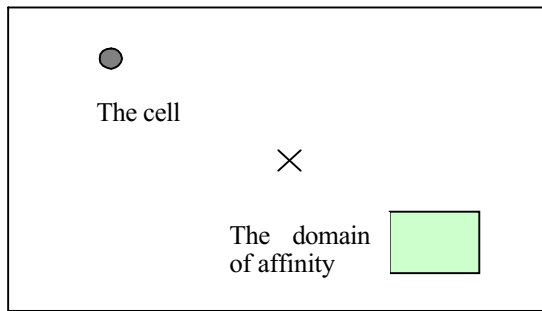 The cell
The domain
of affinity